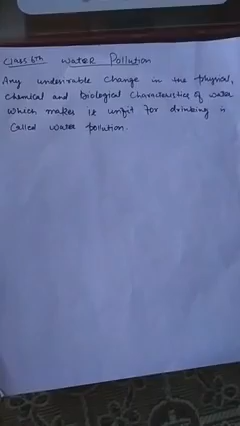 Class 6th Water Pollution
Any undesirable Change in the physical,
chemical and Biological Characteristics of water
which makes it unfit for drinking is
Called water pollution.